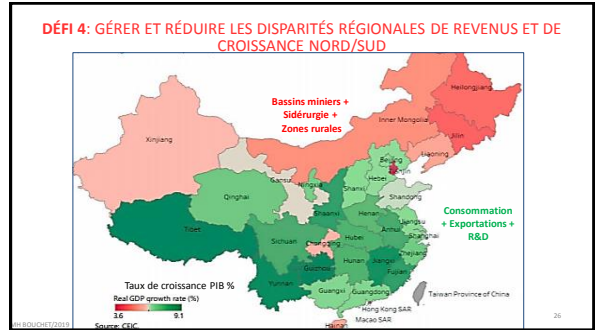 DÉFI 4: GÉRER ET RÉDUIRE LES DISPARITÉS RÉGIONALES DE REVENUS ET DE
CROISSANCE NORD/SUD
Bassins miniers +
Sidérurgie +
Zones rurales
Heilongjiang
Inner Mongolia
Jilin
Xinjiang
Liaoning
Beijing
Gansu
Ningxia
Hebei
Shanxi
Shandong
Qinghai
Consommation
+ Exportations +
R&D
Shaanxi
Henan
Jiangsu
Tibet
Anhui
Shanghai
Sichuan
Chongqing
Hubei
Zhejiang
Hunan
Jiangxi
Guizhou
Fujian
Yunnan
Guangxi
Guangdong
Taiwan Province of China
Taux de croissance PIB %
Real GDP growth rate (%)
3.6
9.1
Hong Kong SAR
Macao SAR
Hainan
Source: CEIC.
MH BOUCHET/2019
26